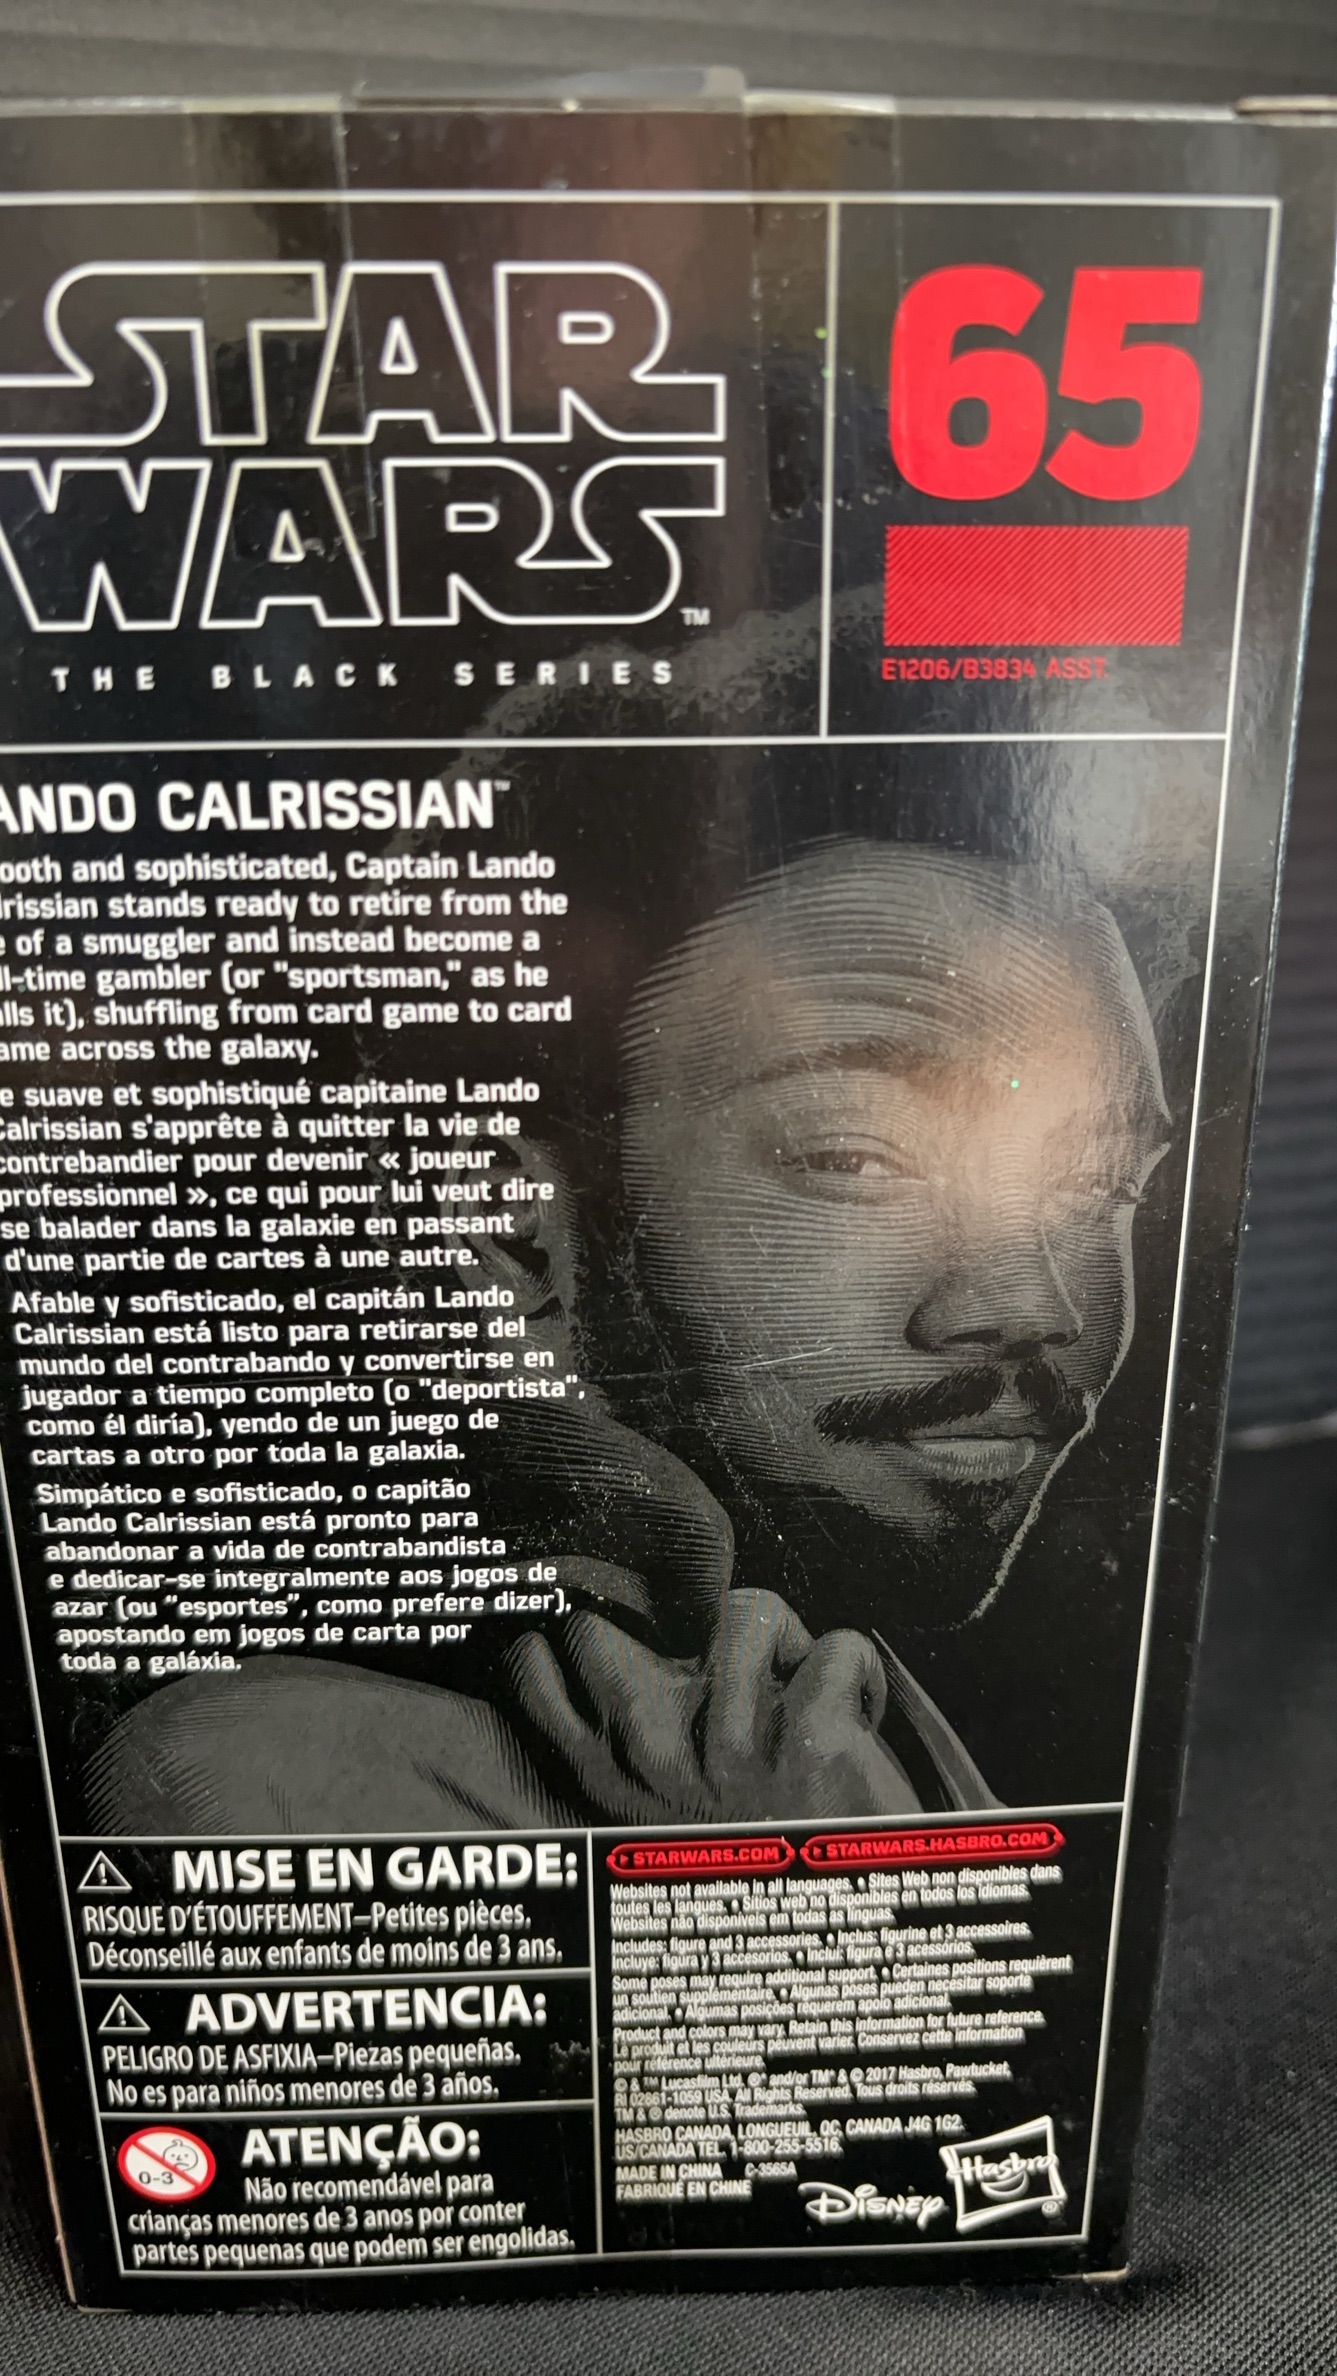 STAR
WARS
TM
THE BLACK SERIES
65
E1206/B3834 ASST.
ANDO CALRISSIAN™
ooth and sophisticated, Captain Lando
rissian stands ready to retire from the
of a smuggler and instead become a
ll-time gambler (or "sportsman," as he
lls it), shuffling from card game to card
ame across the galaxy.
e suave et sophistiqué capitaine Lando
Calrissian s'apprête à quitter la vie de
contrebandier pour devenir « joueur
professionnel », ce qui pour lui veut dire
se balader dans la galaxie en passant
d'une partie de cartes à une autre.
Afable y sofisticado, el capitán Lando
Calrissian está listo para retirarse del
mundo del contrabando y convertirse en
jugador a tiempo completo (o "deportista",
como él diría), yendo de un juego de
cartas a otro por toda la galaxia.
Simpático e sofisticado, o capitão
Lando Calrissian está pronto para
abandonar a vida de contrabandista
e dedicar-se integralmente aos jogos de
azar (ou “esportes”, como prefere dizer),
apostando em jogos de carta por
toda a galáxia.
⚠ MISE EN GARDE:
RISQUE D'ÉTOUFFEMENT–Petites pièces.
Déconseillé aux enfants de moins de 3 ans.
⚠ ADVERTENCIA:
PELIGRO DE ASFIXIA–Piezas pequeñas.
No es para niños menores de 3 años.
0-3
ATENÇÃO:
Não recomendável para
crianças menores de 3 anos por conter
partes pequenas que podem ser engolidas.
STARWARS.COM STARWARS.HASBRO.COM
Websites not available in all languages. • Sites Web non disponibles dans
toutes les langues. • Sitios web no disponibles en todos los idiomas.
Websites não disponíveis em todas as línguas.
Includes: figure and 3 accessories. • Inclus: figurine et 3 accessoires.
Incluye: figura y 3 accesorios. • Inclui: figura e 3 acessórios.
Some poses may require additional support. • Certaines positions requièrent
un soutien supplémentaire. • Algunas poses pueden necesitar soporte
adicional. • Algumas posições requerem apoio adicional.
Product and colors may vary. Retain this information for future reference.
Le produit et les couleurs peuvent varier. Conservez cette information
pour référence ultérieure.
© & ™ Lucasfilm Ltd. ®* and/or TM* & © 2017 Hasbro, Pawtucket,
RI 02861-1059 USA. All Rights Reserved. Tous droits réservés.
TM & ® denote U.S. Trademarks.
HASBRO CANADA, LONGUEUIL, QC, CANADA J4G 1G2.
US/CANADA TEL. 1-800-255-5516.
MADE IN CHINA C-3565A
FABRIQUÉ EN CHINE
DISNEY
Hasbro
®